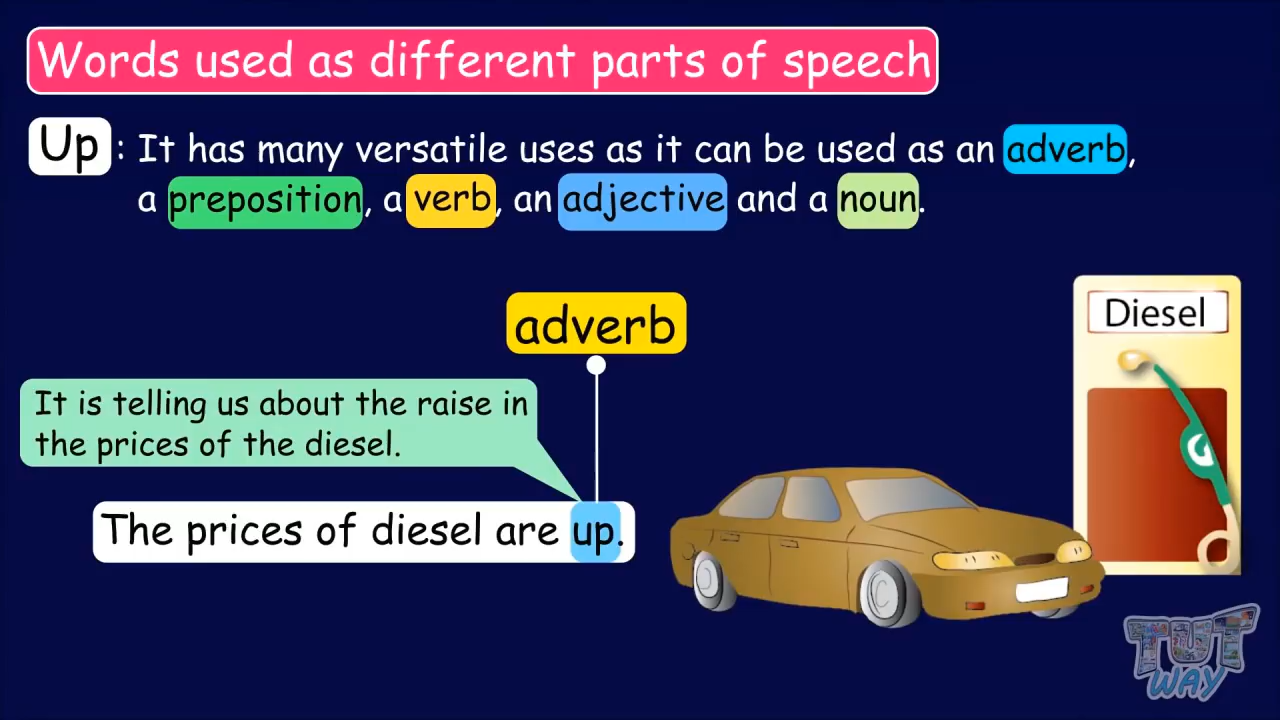 Words used as different parts of speech
Up : It has many versatile uses as it can be used as an adverb,
a preposition, a verb, an adjective and a noun.
adverb
Diesel
It is telling us about the raise in
the prices of the diesel.
The prices of diesel are up.
TUT
WAY